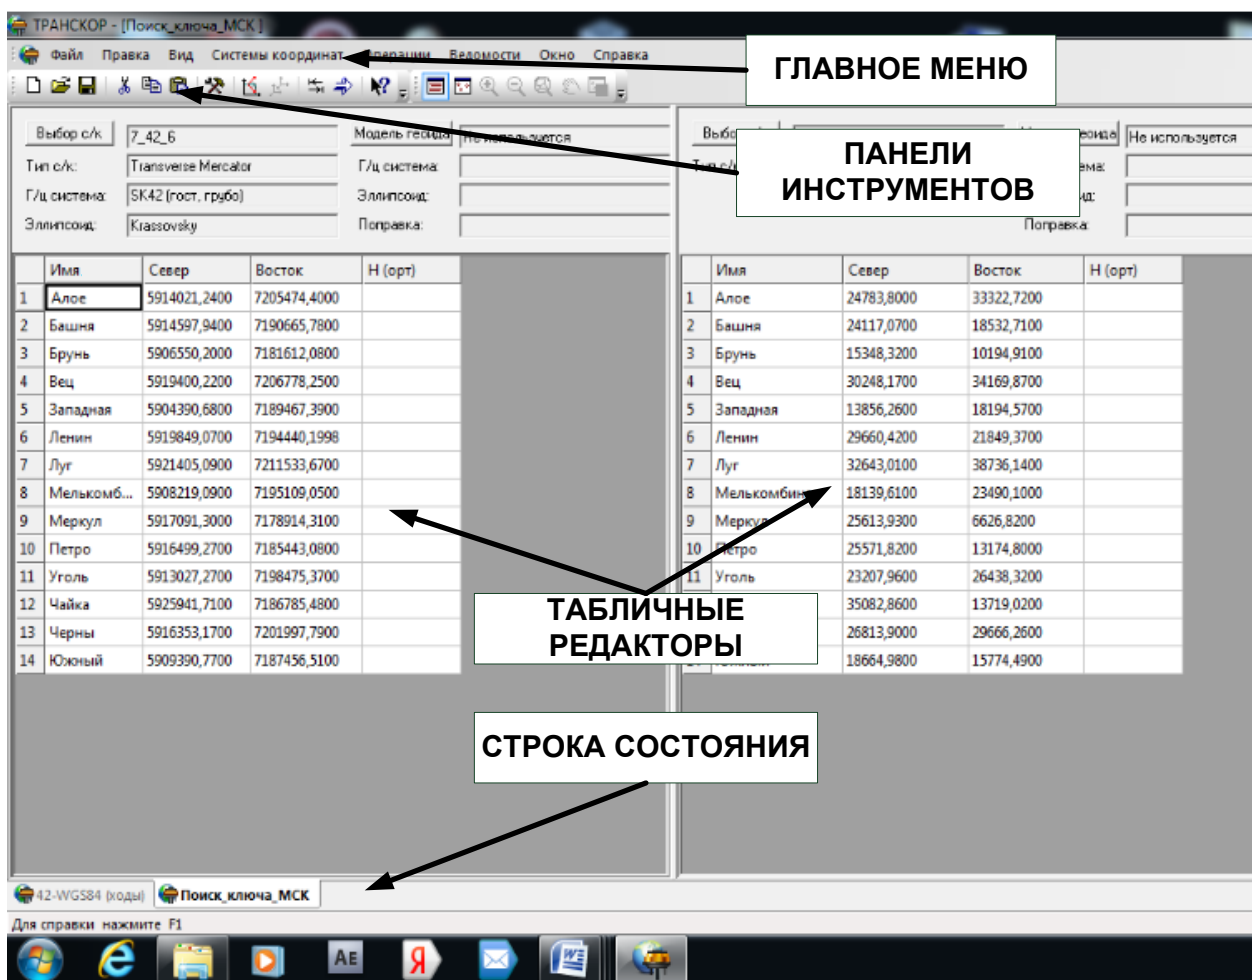 ТРАНСКОР - [Поиск_ключа_МСК ]
Файл Правка Вид Системы координат Операции Ведомости Окно Справка
ГЛАВНОЕ МЕНЮ
ПАНЕЛИ
ИНСТРУМЕНТОВ
Выбор с/к 7_42_6 Модель геоида Не используется
Тип с/к: Transverse Mercator Г/ц система:
Г/ц система: SK42 (гост, грубо) Эллипсоид:
Эллипсоид: Krassovsky Поправка:
Не используется
Поправка:
Имя Север Восток H (орт)
1 Алое 5914021,2400 7205474,4000
2 Башня 5914597,9400 7190665,7800
3 Брунь 5906550,2000 7181612,0800
4 Вец 5919400,2200 7206778,2500
5 Западная 5904390,6800 7189467,3900
6 Ленин 5919849,0700 7194440,1998
7 Луг 5921405,0900 7211533,6700
8 Мелькомб... 5908219,0900 7195109,0500
9 Меркул 5917091,3000 7178914,3100
10 Петро 5916499,2700 7185443,0800
11 Уголь 5913027,2700 7198475,3700
12 Чайка 5925941,7100 7186785,4800
13 Черны 5916353,1700 7201997,7900
14 Южный 5909390,7700 7187456,5100
Имя Север Восток H (орт)
1 Алое 24783,8000 33322,7200
2 Башня 24117,0700 18532,7100
3 Брунь 15348,3200 10194,9100
4 Вец 30248,1700 34169,8700
5 Западная 13856,2600 18194,5700
6 Ленин 29660,4200 21849,3700
7 Луг 32643,0100 38736,1400
8 Мелькомбин 18139,6100 23490,1000
9 Меркул 25613,9300 6626,8200
10 Петро 25571,8200 13174,8000
11 Уголь 23207,9600 26438,3200
35082,8600 13719,0200
26813,9000 29666,2600
18664,9800 15774,4900
ТАБЛИЧНЫЕ
РЕДАКТОРЫ
СТРОКА СОСТОЯНИЯ
42-WGS84 (ходы) Поиск_ключа_МСК
Для справки нажмите F1
AE Я